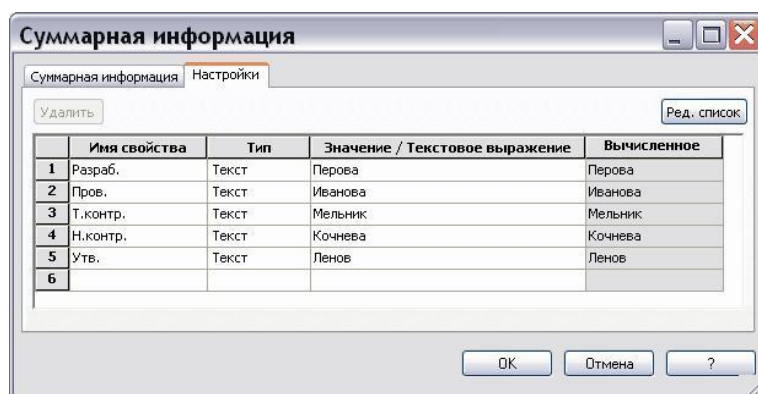 Суммарная информация
Суммарная информация Настройки
Удалить Ред. список
Имя свойства Тип Значение / Текстовое выражение Вычисленное
1 Разраб. Текст Перова Перова
2 Пров. Текст Иванова Иванова
3 Т.контр. Текст Мельник Мельник
4 Н.контр. Текст Кочнева Кочнева
5 Утв. Текст Ленов Ленов
6
OK Отмена ?